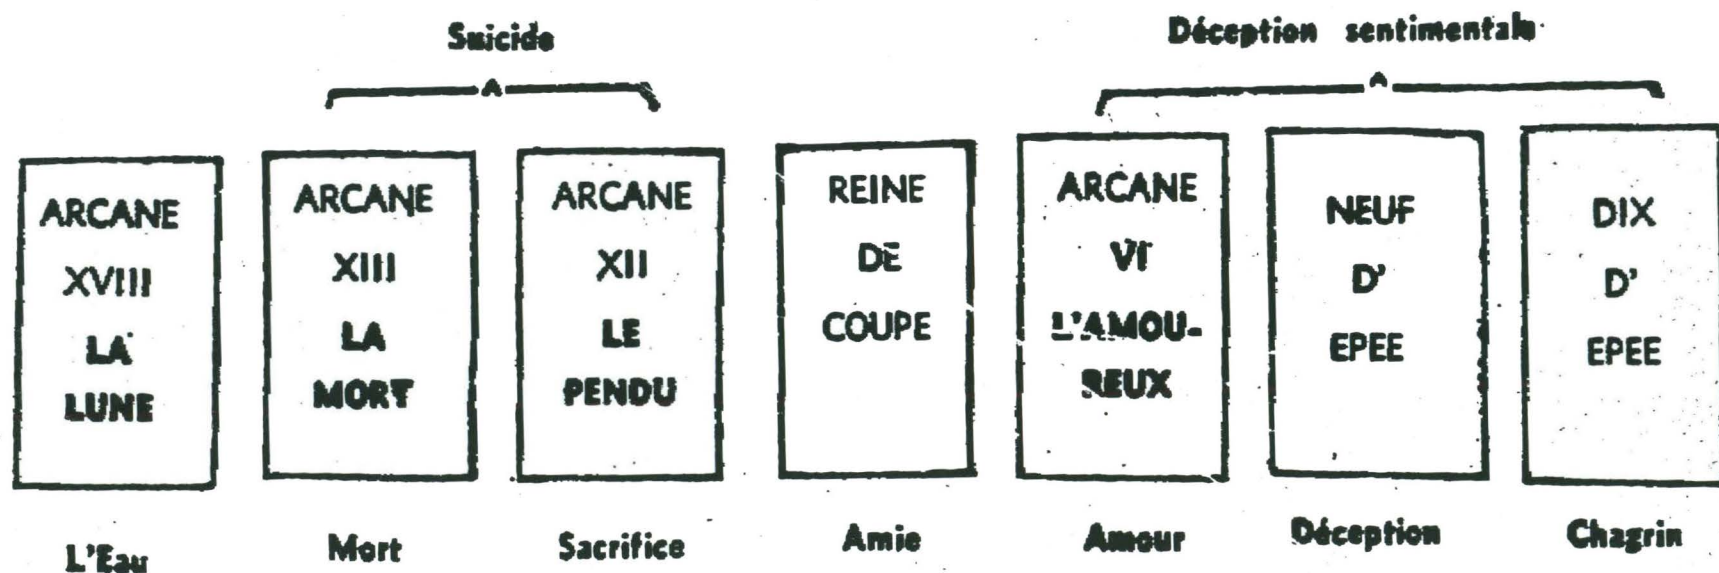 Suicide
Déception sentimentale
ARCANE
XVIII
LA
LUNE
ARCANE
XIII
LA
MORT
ARCANE
XII
LE
PENDU
REINE
DE
COUPE
ARCANE
VI
L'AMOU-
REUX
NEUF
D'
EPEE
DIX
D'
EPEE
L'Eau
Mort
Sacrifice
Amie
Amour
Déception
Chagrin